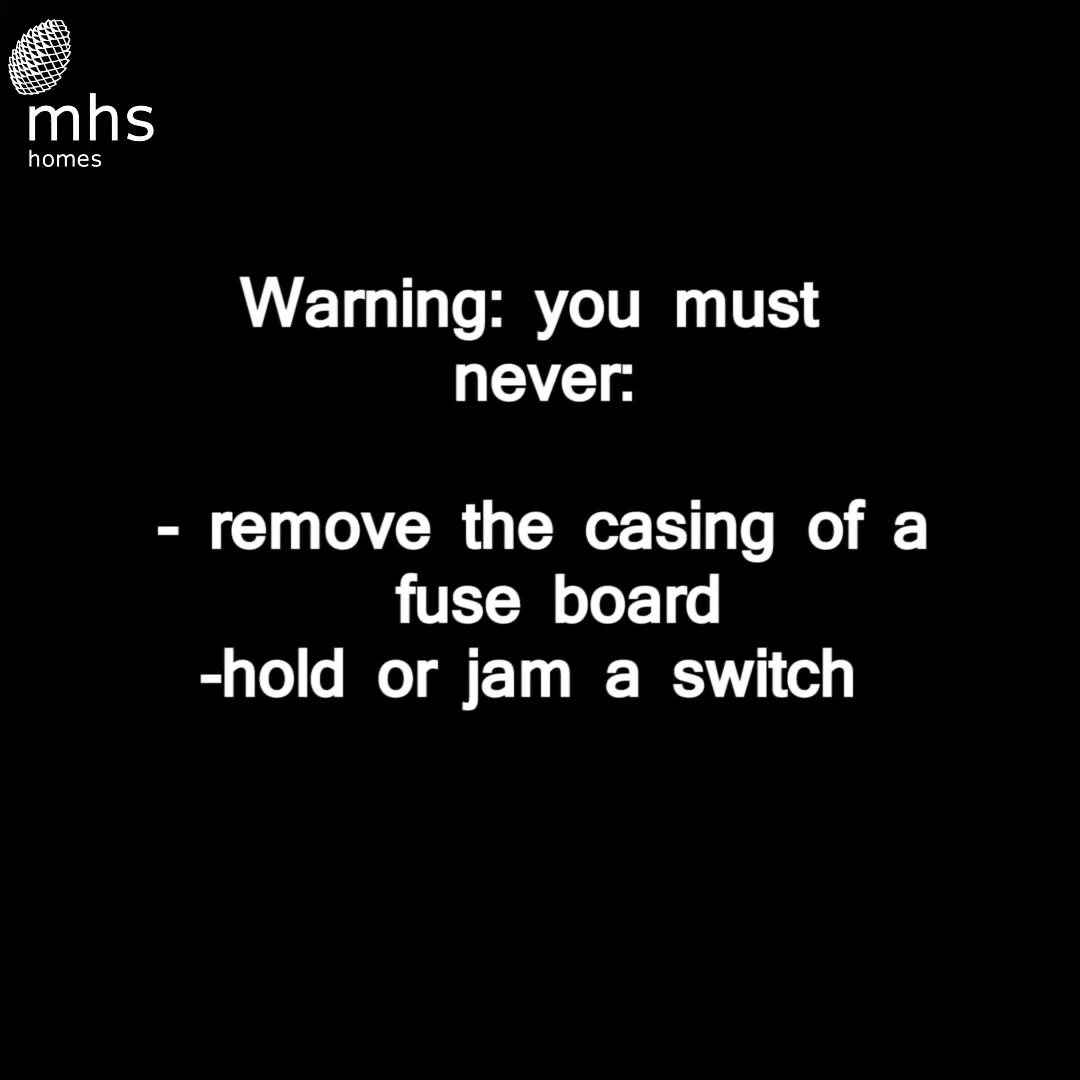 mhs
homes
Warning: you must
never:
- remove the casing of a
fuse board
-hold or jam a switch